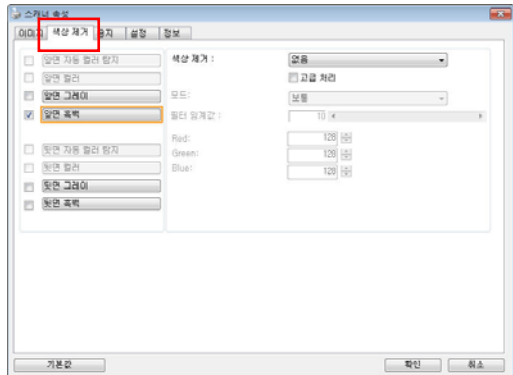 스캐너 속성
이미지 색상 제거 용지 설정 정보
앞면 자동 컬러 탐지
앞면 컬러
앞면 그레이
앞면 흑백
뒷면 자동 컬러 탐지
뒷면 컬러
뒷면 그레이
뒷면 흑백
색상 제거 : 없음
고급 처리
모드: 보통
필터 임계값 : 10
Red: 128
Green: 128
Blue: 128
기본값 확인 취소